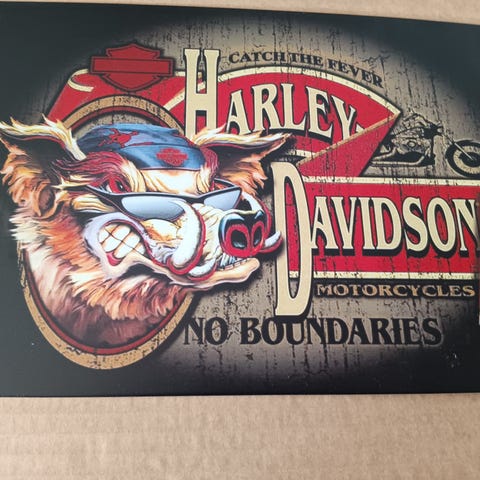 CATCH THE FEVER
HARLEY-
DAVIDSON
MOTORCYCLES
NO BOUNDARIES